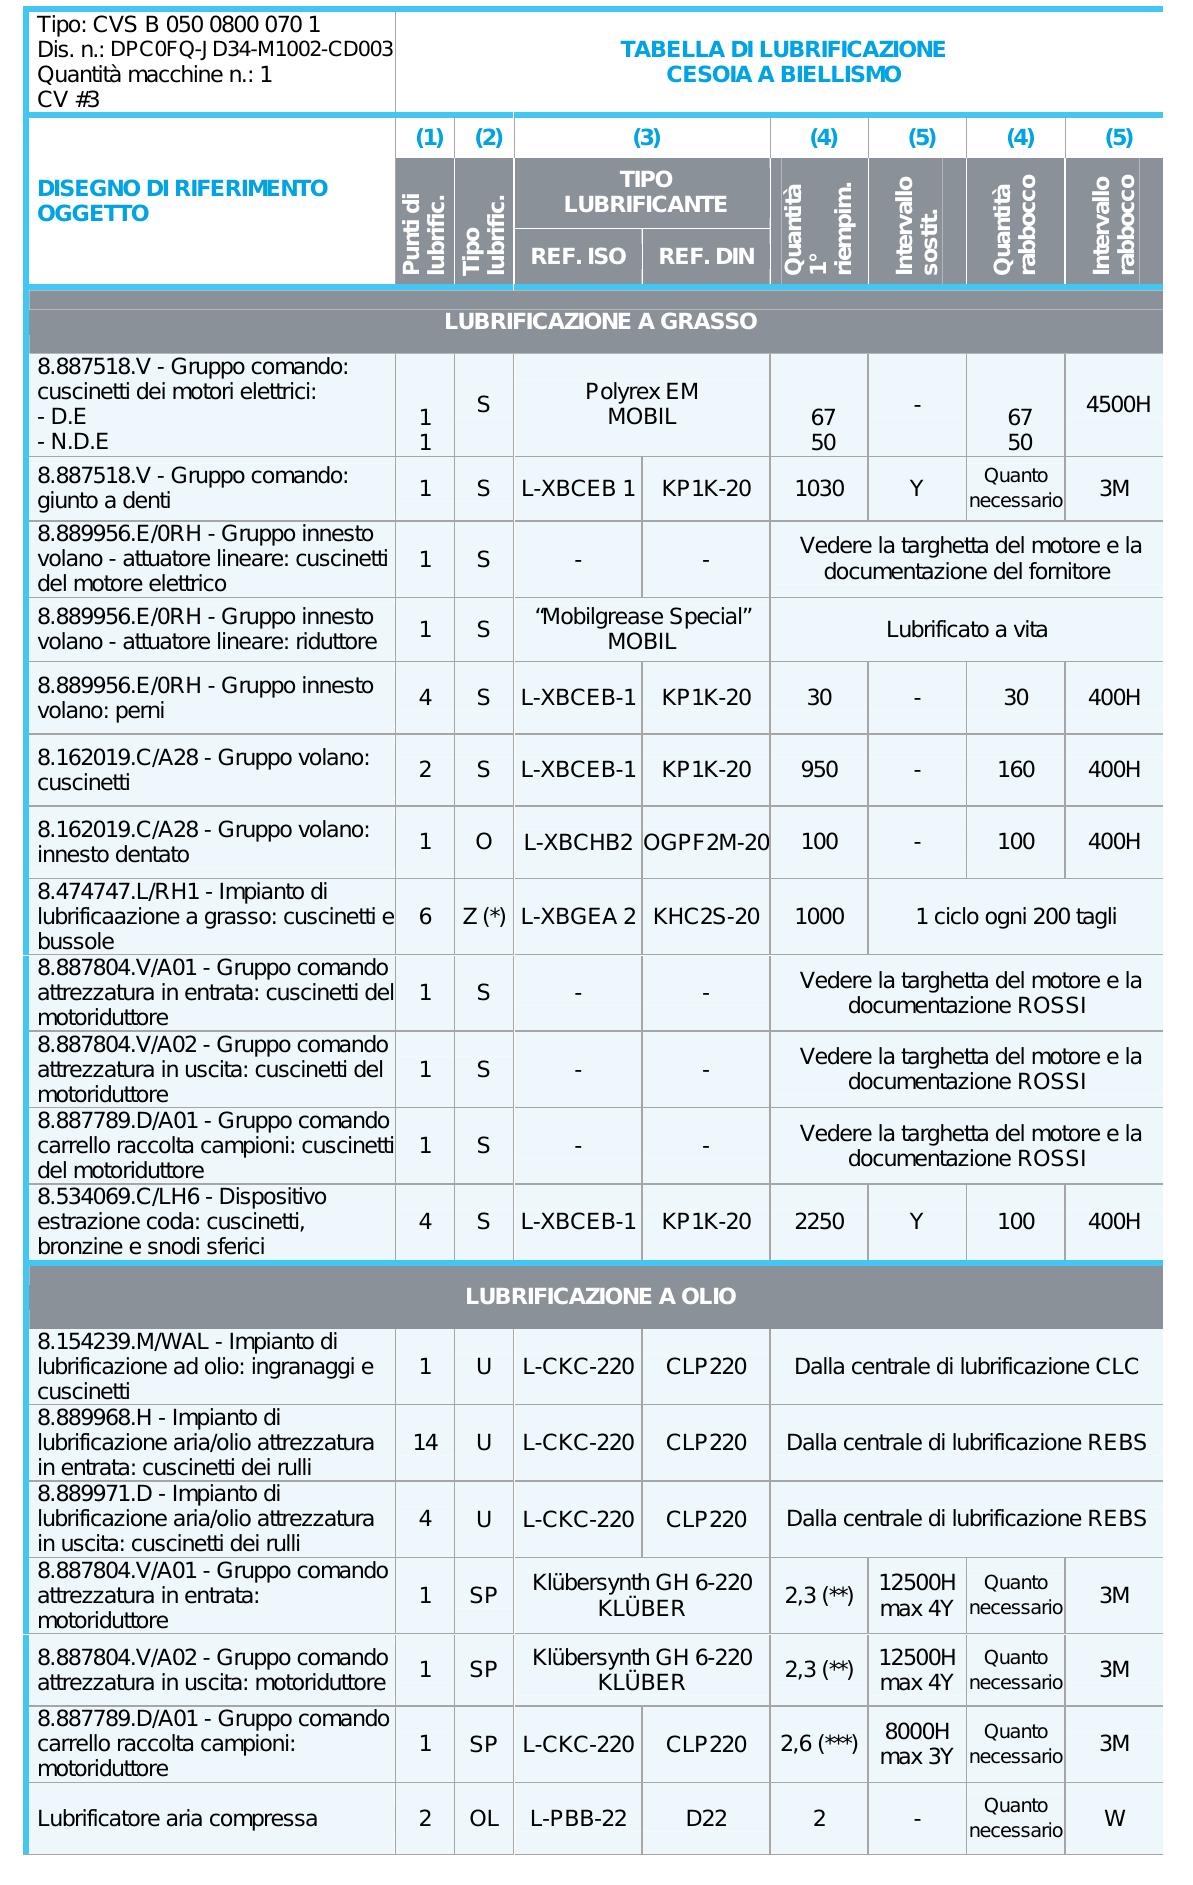 Tipo: CVS B 050 0800 070 1
Dis. n.: DPC0FQ-JD34-M1002-CD003
Quantità macchine n.: 1
CV #3
TABELLA DI LUBRIFICAZIONE
CESOIA A BIELLISMO
DISEGNO DI RIFERIMENTO
OGGETTO
(1) (2) (3) (4) (5) (4) (5)
Punti di
lubrific.
Tipo
lubrific.
TIPO
LUBRIFICANTE
REF. ISO REF. DIN
Quantità
1°
riempim.
Intervallo
sostit.
Quantità
rabbocco
Intervallo
rabbocco
LUBRIFICAZIONE A GRASSO
8.887518.V - Gruppo comando:
cuscinetti dei motori elettrici:
- D.E
- N.D.E
1
1
S
Polyrex EM
MOBIL
67
50
-
67
50
4500H
8.887518.V - Gruppo comando:
giunto a denti
1 S L-XBCEB 1 KP1K-20 1030 Y
Quanto
necessario
3M
8.889956.E/0RH - Gruppo innesto
volano - attuatore lineare: cuscinetti
del motore elettrico
1 S - -
Vedere la targhetta del motore e la
documentazione del fornitore
8.889956.E/0RH - Gruppo innesto
volano - attuatore lineare: riduttore
1 S
“Mobilgrease Special”
MOBIL
Lubrificato a vita
8.889956.E/0RH - Gruppo innesto
volano: perni
4 S L-XBCEB-1 KP1K-20 30 - 30 400H
8.162019.C/A28 - Gruppo volano:
cuscinetti
2 S L-XBCEB-1 KP1K-20 950 - 160 400H
8.162019.C/A28 - Gruppo volano:
innesto dentato
1 O L-XBCHB2 OGPF2M-20 100 - 100 400H
8.474747.L/RH1 - Impianto di
lubrificaazione a grasso: cuscinetti e
bussole
6 Z (*) L-XBGEA 2 KHC2S-20 1000 1 ciclo ogni 200 tagli
8.887804.V/A01 - Gruppo comando
attrezzatura in entrata: cuscinetti del
motoriduttore
1 S - -
Vedere la targhetta del motore e la
documentazione ROSSI
8.887804.V/A02 - Gruppo comando
attrezzatura in uscita: cuscinetti del
motoriduttore
1 S - -
Vedere la targhetta del motore e la
documentazione ROSSI
8.887789.D/A01 - Gruppo comando
carrello raccolta campioni: cuscinetti
del motoriduttore
1 S - -
Vedere la targhetta del motore e la
documentazione ROSSI
8.534069.C/LH6 - Dispositivo
estrazione coda: cuscinetti,
bronzine e snodi sferici
4 S L-XBCEB-1 KP1K-20 2250 Y 100 400H
LUBRIFICAZIONE A OLIO
8.154239.M/WAL - Impianto di
lubrificazione ad olio: ingranaggi e
cuscinetti
1 U L-CKC-220 CLP220 Dalla centrale di lubrificazione CLC
8.889968.H - Impianto di
lubrificazione aria/olio attrezzatura
in entrata: cuscinetti dei rulli
14 U L-CKC-220 CLP220 Dalla centrale di lubrificazione REBS
8.889971.D - Impianto di
lubrificazione aria/olio attrezzatura
in uscita: cuscinetti dei rulli
4 U L-CKC-220 CLP220 Dalla centrale di lubrificazione REBS
8.887804.V/A01 - Gruppo comando
attrezzatura in entrata:
motoriduttore
1 SP
Klübersynth GH 6-220
KLÜBER
2,3 (**)
12500H
max 4Y
Quanto
necessario
3M
8.887804.V/A02 - Gruppo comando
attrezzatura in uscita: motoriduttore
1 SP
Klübersynth GH 6-220
KLÜBER
2,3 (**)
12500H
max 4Y
Quanto
necessario
3M
8.887789.D/A01 - Gruppo comando
carrello raccolta campioni:
motoriduttore
1 SP L-CKC-220 CLP220 2,6 (***)
8000H
max 3Y
Quanto
necessario
3M
Lubrificatore aria compressa
2 OL L-PBB-22 D22 2 -
Quanto
necessario
W